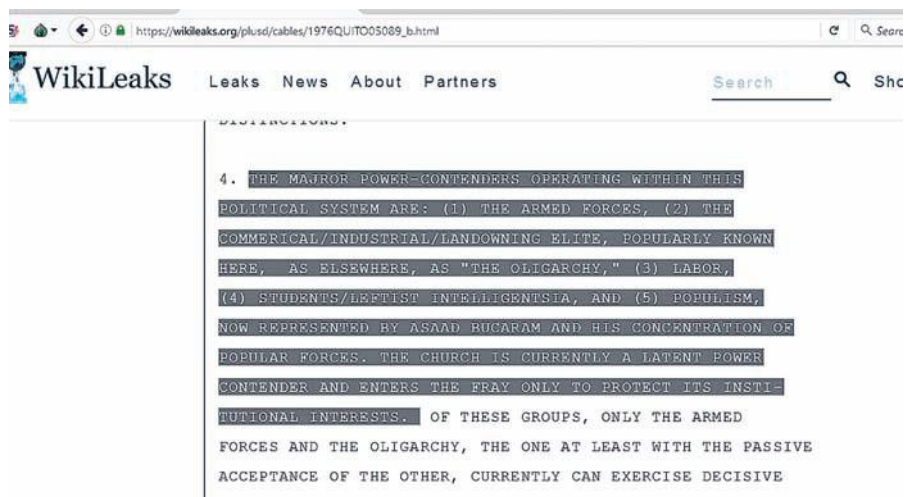 https://wikileaks.org/plusd/cables/1976QUITO05089_b.html
WikiLeaks Leaks News About Partners Search
DISTINCTIONS.
4. THE MAJROR POWER-CONTENDERS OPERATING WITHIN THIS
POLITICAL SYSTEM ARE: (1) THE ARMED FORCES, (2) THE
COMMERICAL/INDUSTRIAL/LANDOWNING ELITE, POPULARLY KNOWN
HERE, AS ELSEWHERE, AS "THE OLIGARCHY," (3) LABOR,
(4) STUDENTS/LEFTIST INTELLIGENTSIA, AND (5) POPULISM,
NOW REPRESENTED BY ASAAD BUCARAM AND HIS CONCENTRATION OF
POPULAR FORCES. THE CHURCH IS CURRENTLY A LATENT POWER
CONTENDER AND ENTERS THE FRAY ONLY TO PROTECT ITS INSTI-
TUTIONAL INTERESTS. OF THESE GROUPS, ONLY THE ARMED
FORCES AND THE OLIGARCHY, THE ONE AT LEAST WITH THE PASSIVE
ACCEPTANCE OF THE OTHER, CURRENTLY CAN EXERCISE DECISIVE